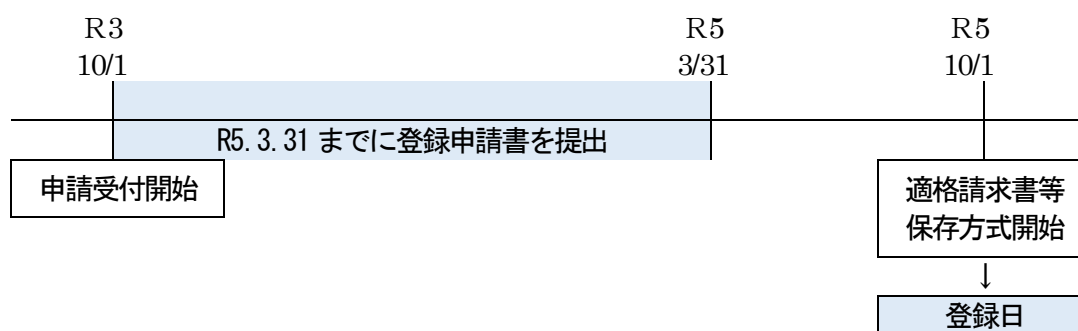 R3 R5 R5
10/1 3/31 10/1
R5.3.31 までに登録申請書を提出
申請受付開始
適格請求書等
保存方式開始
↓
登録日